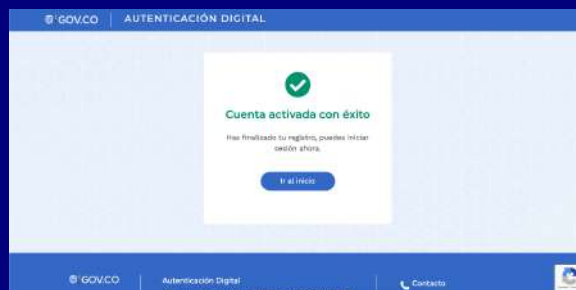 GOV.CO
AUTENTICACIÓN DIGITAL
Cuenta activada con éxito
Has finalizado tu registro, puedes iniciar
sesión ahora.
Ir al inicio
GOV.CO
Autenticación Digital
Contacto